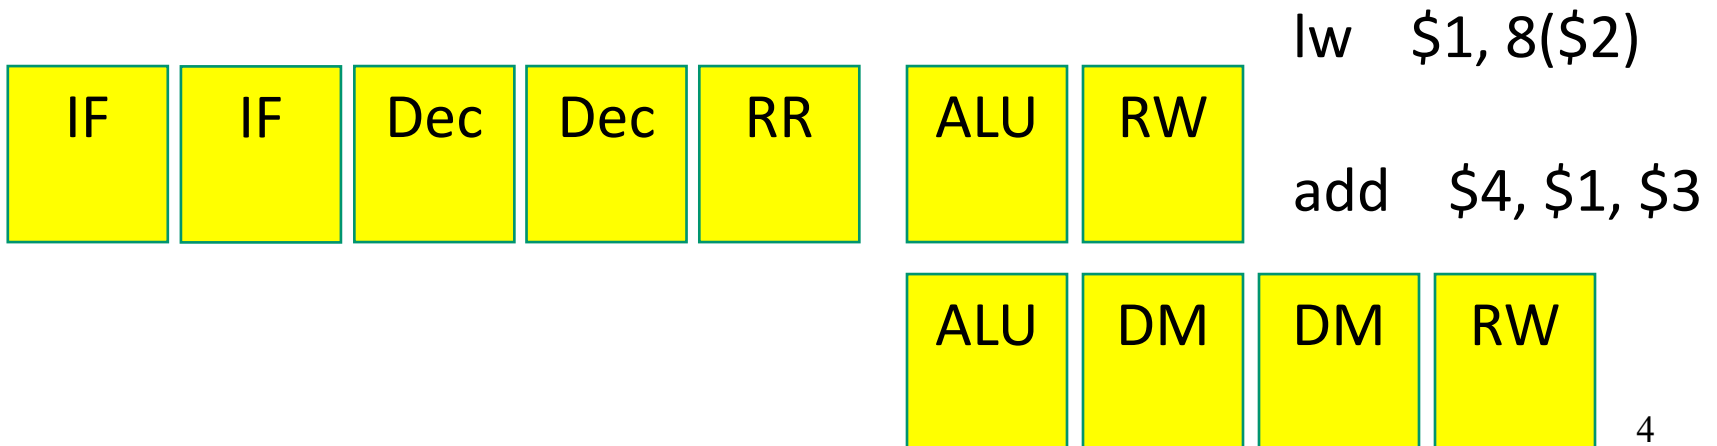 lw $1, 8($2)
IF IF Dec Dec RR ALU RW
add $4, $1, $3
ALU DM DM RW
4